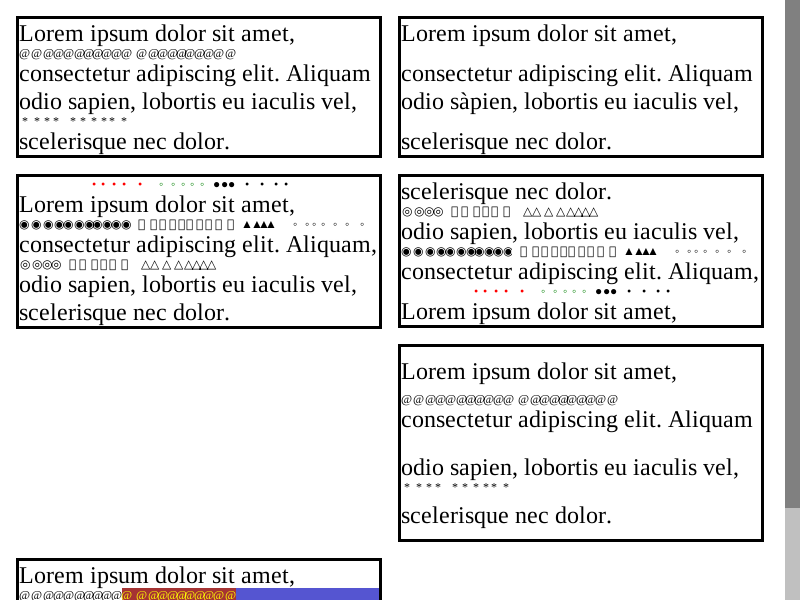 Lorem ipsum dolor sit amet,
consectetur adipiscing elit. Aliquam
odio sapien, lobortis eu iaculis vel,
scelerisque nec dolor.
Lorem ipsum dolor sit amet,
consectetur adipiscing elit. Aliquam
odio sàpien, lobortis eu iaculis vel,
scelerisque nec dolor.
Lorem ipsum dolor sit amet,
consectetur adipiscing elit. Aliquam,
odio sapien, lobortis eu iaculis vel,
scelerisque nec dolor.
scelerisque nec dolor.
odio sapien, lobortis eu iaculis vel,
consectetur adipiscing elit. Aliquam,
Lorem ipsum dolor sit amet,
Lorem ipsum dolor sit amet,
consectetur adipiscing elit. Aliquam
odio sapien, lobortis eu iaculis vel,
scelerisque nec dolor.
Lorem ipsum dolor sit amet,